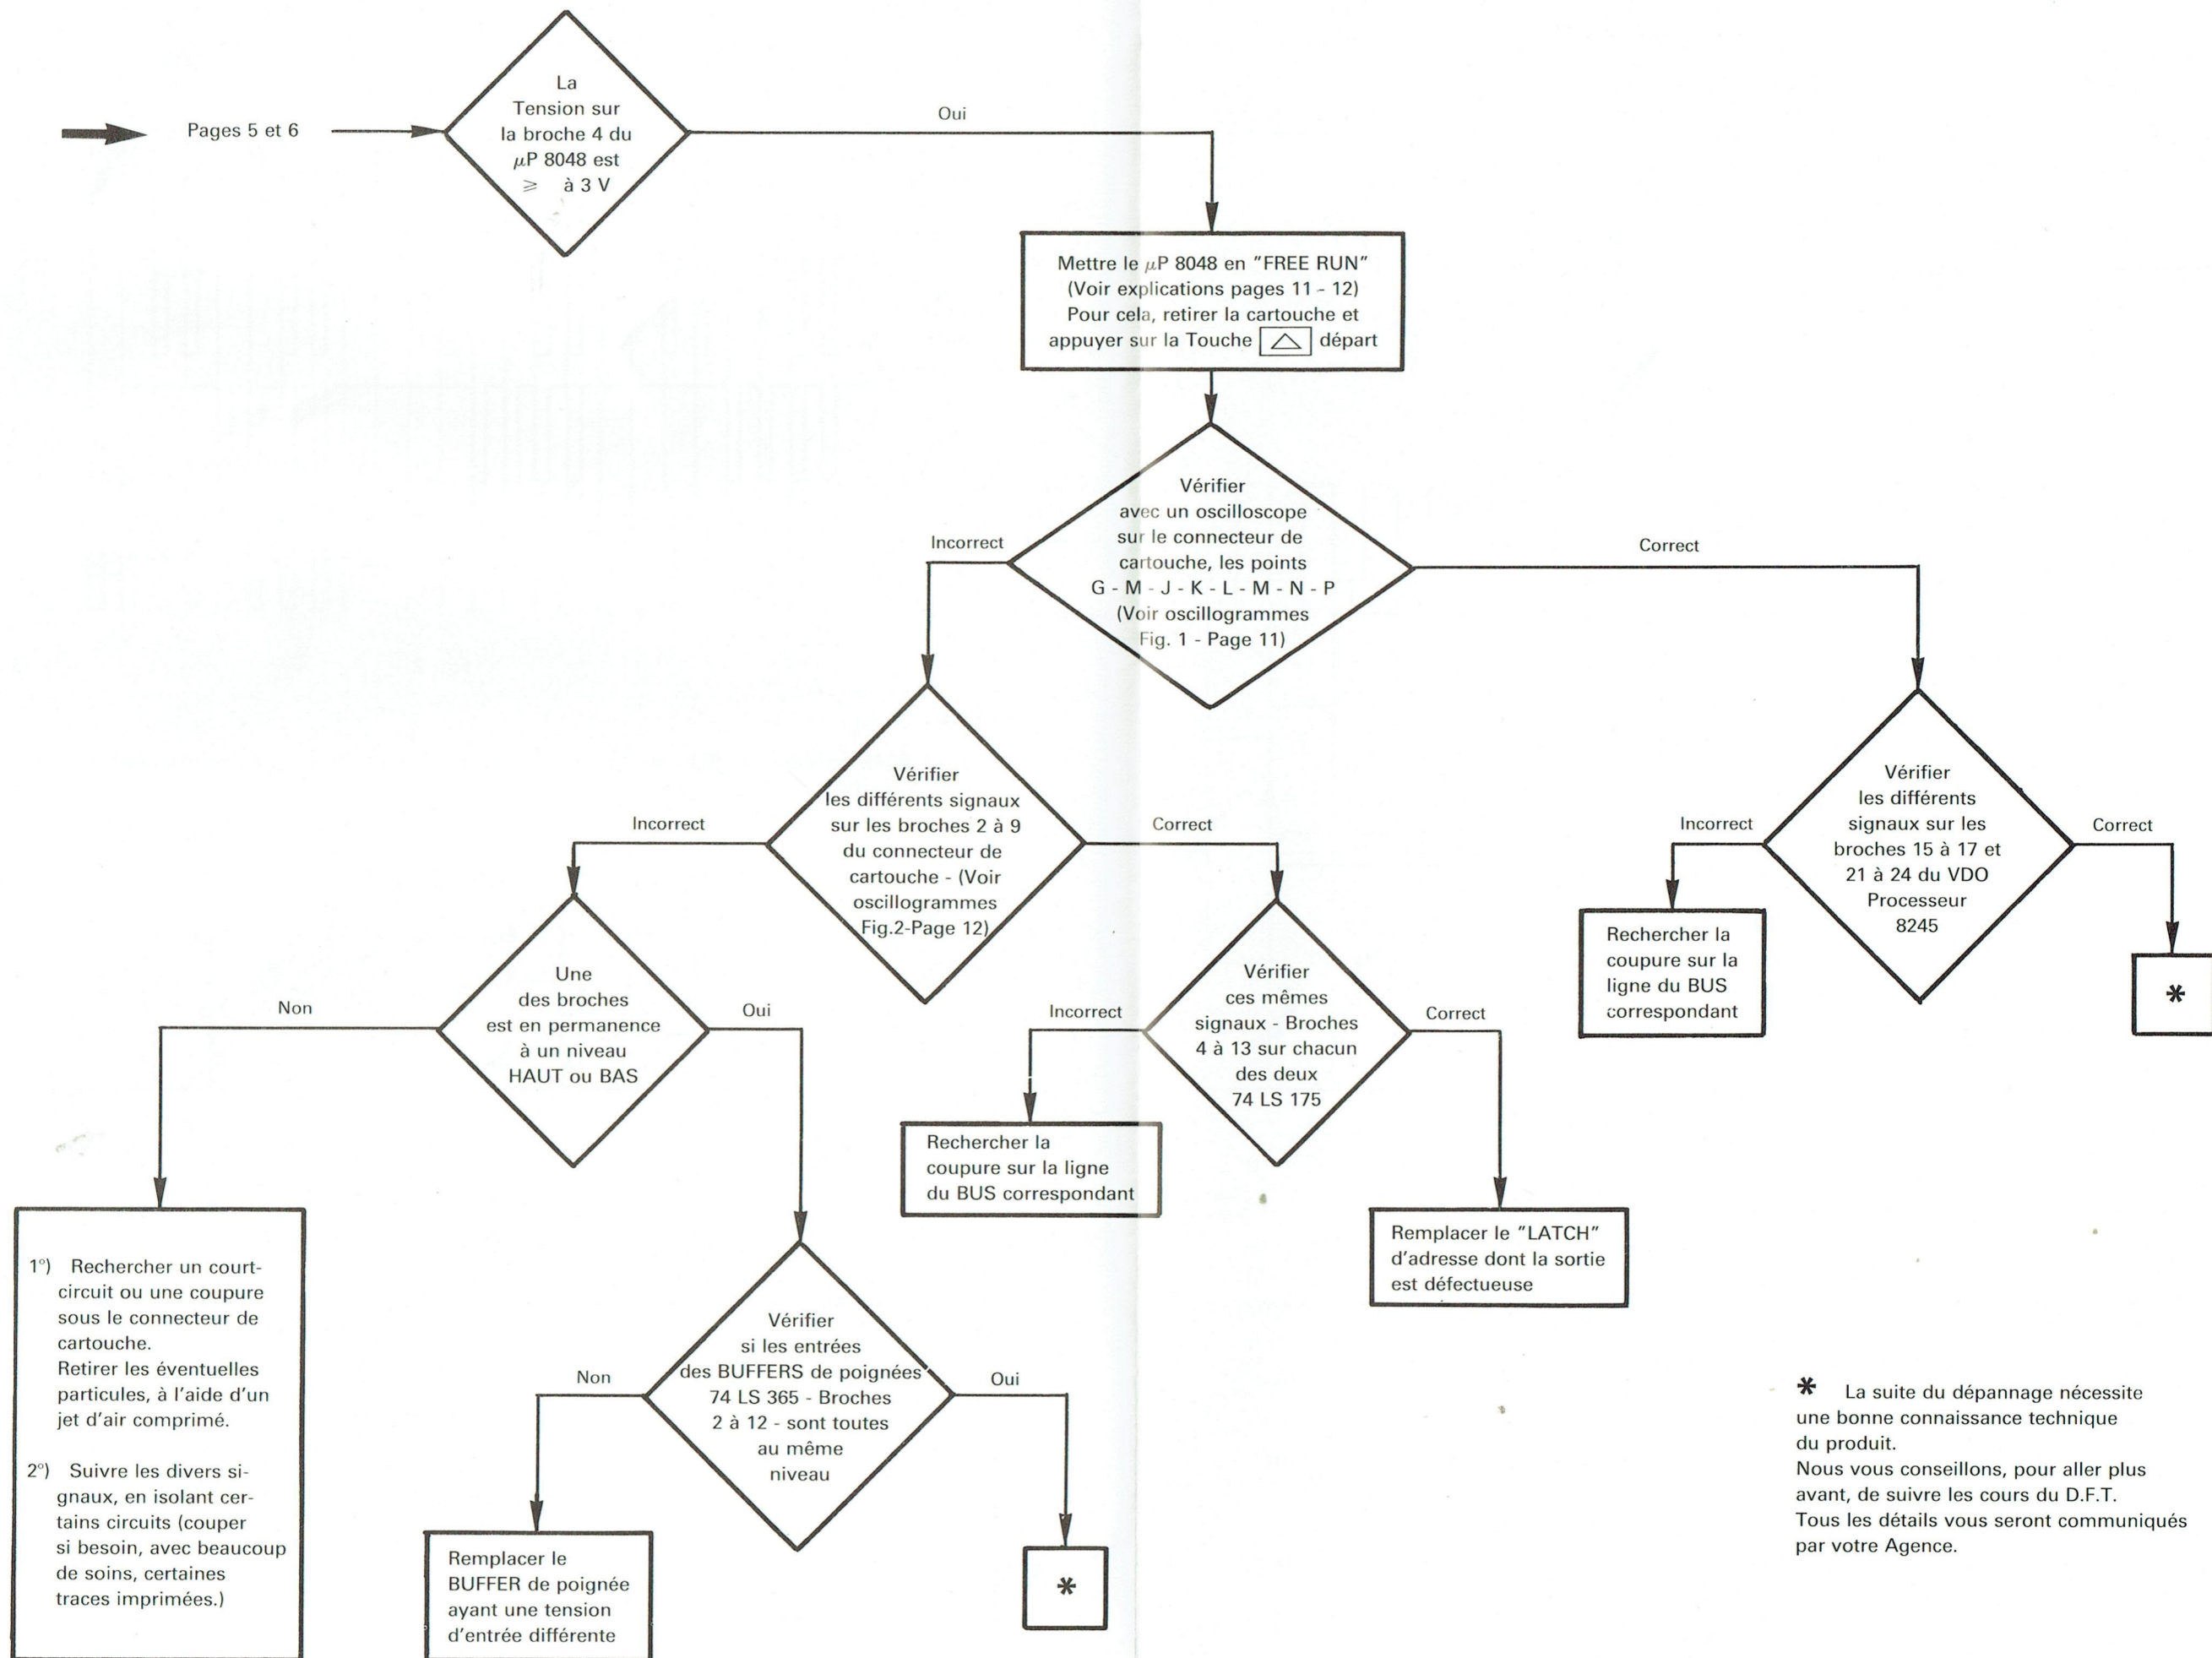 Pages 5 et 6
La
Tension sur
la broche 4 du
µP 8048 est
≥ à 3 V
Oui
Mettre le µP 8048 en "FREE RUN"
(Voir explications pages 11 - 12)
Pour cela, retirer la cartouche et
appuyer sur la Touche △ départ
Vérifier
avec un oscilloscope
sur le connecteur de
cartouche, les points
G - M - J - K - L - M - N - P
(Voir oscillogrammes
Fig. 1 - Page 11)
Incorrect
Correct
Vérifier
les différents signaux
sur les broches 2 à 9
du connecteur de
cartouche - (Voir
oscillogrammes
Fig.2-Page 12)
Incorrect
Correct
Vérifier
les différents
signaux sur les
broches 15 à 17 et
21 à 24 du VDO
Processeur
8245
Incorrect
Correct
Rechercher la
coupure sur la
ligne du BUS
correspondant
*
Une
des broches
est en permanence
à un niveau
HAUT ou BAS
Non
Oui
Vérifier
ces mêmes
signaux - Broches
4 à 13 sur chacun
des deux
74 LS 175
Incorrect
Correct
Rechercher la
coupure sur la ligne
du BUS correspondant
Remplacer le "LATCH"
d'adresse dont la sortie
est défectueuse
1°) Rechercher un court-
circuit ou une coupure
sous le connecteur de
cartouche.
Retirer les éventuelles
particules, à l'aide d'un
jet d'air comprimé.
2°) Suivre les divers si-
gnaux, en isolant cer-
tains circuits (couper
si besoin, avec beaucoup
de soins, certaines
traces imprimées.)
Vérifier
si les entrées
des BUFFERS de poignées
74 LS 365 - Broches
2 à 12 - sont toutes
au même
niveau
Non
Oui
Remplacer le
BUFFER de poignée
ayant une tension
d'entrée différente
*
* La suite du dépannage nécessite
une bonne connaissance technique
du produit.
Nous vous conseillons, pour aller plus
avant, de suivre les cours du D.F.T.
Tous les détails vous seront communiqués
par votre Agence.